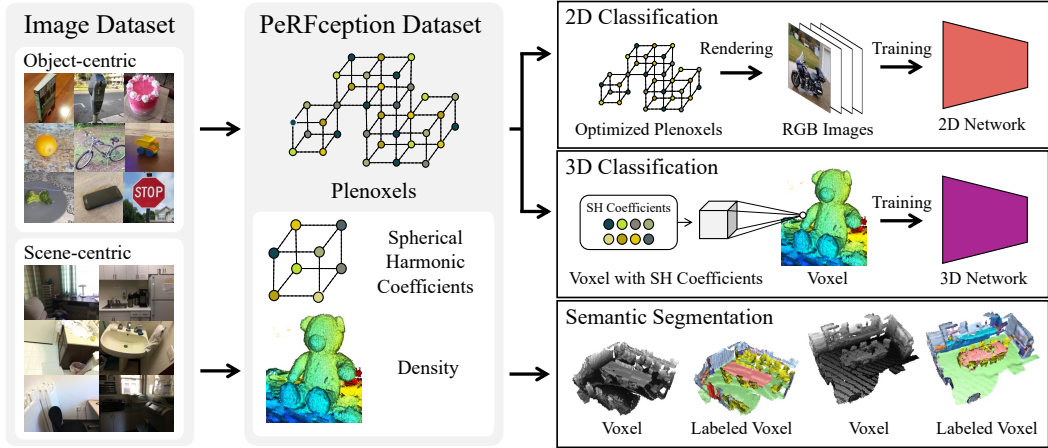 Image Dataset
Object-centric
STOP
Scene-centric
PeRFception Dataset
Plenoxels
Spherical
Harmonic
Coefficients
Density
2D Classification
Rendering
Training
Optimized Plenoxels
RGB Images
2D Network
3D Classification
SH Coefficients
Training
Voxel with SH Coefficients
Voxel
3D Network
Semantic Segmentation
Voxel
Labeled Voxel
Voxel
Labeled Voxel